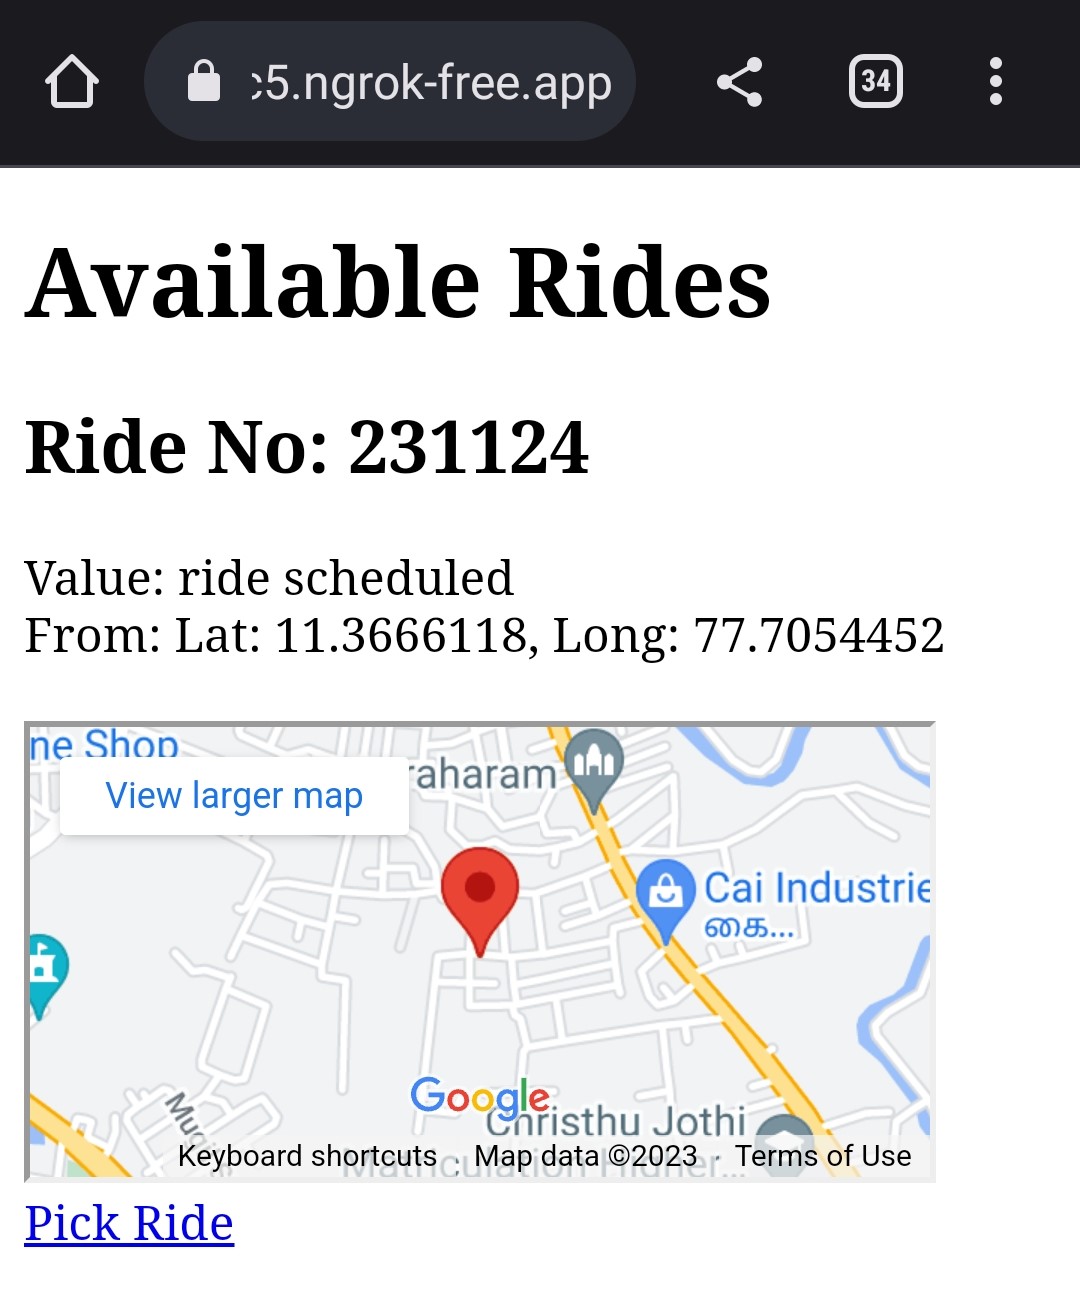 c5.ngrok-free.app
34
Available Rides
Ride No: 231124
Value: ride scheduled
From: Lat: 11.3666118, Long: 77.7054452
ne Shop
View larger map
raharam
Cai Industrie
கை...
Google
Christhu Jothi
Matriculation Higher...
Keyboard shortcuts
Map data ©2023
Terms of Use
Pick Ride